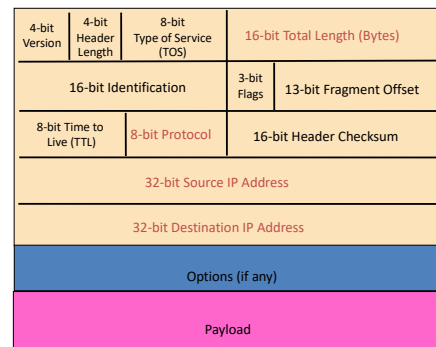 4-bit
Version
4-bit
Header
Length
8-bit
Type of Service
(TOS)
16-bit Total Length (Bytes)
16-bit Identification
3-bit
Flags
13-bit Fragment Offset
8-bit Time to
Live (TTL)
8-bit Protocol
16-bit Header Checksum
32-bit Source IP Address
32-bit Destination IP Address
Options (if any)
Payload